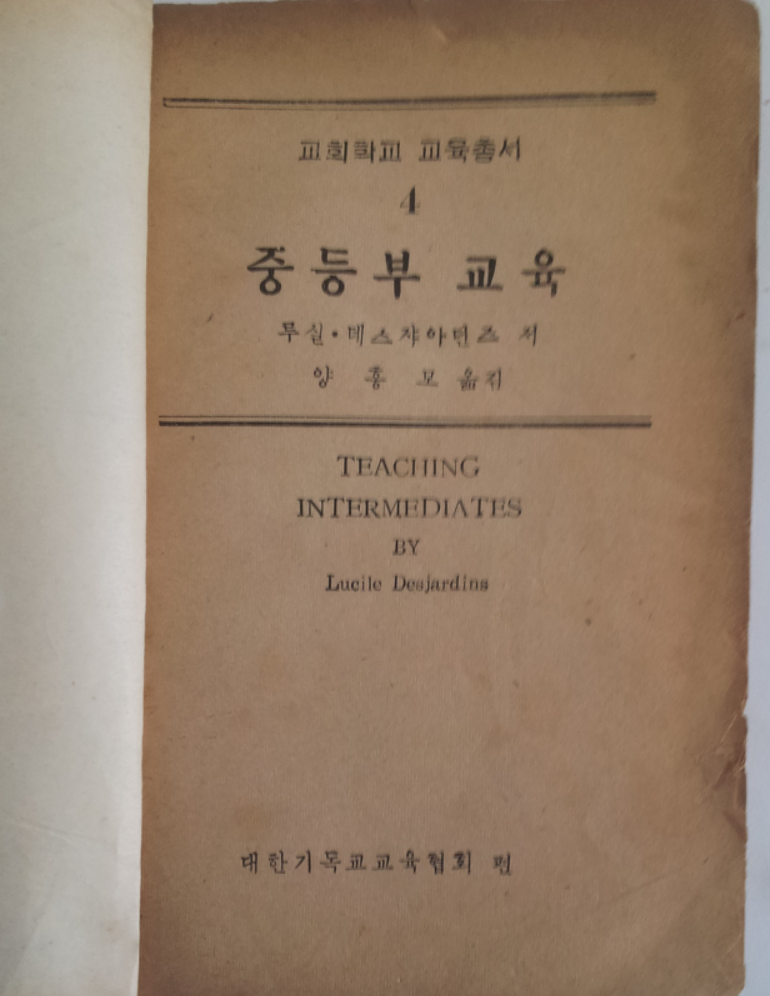 교회학교 교육총서
4
중등부 교육
루실·데스쟈아틴즈 저
양 홍 모 옮김
TEACHING
INTERMEDIATES
BY
Lucile Desjardins
대한기독교교육협회 편